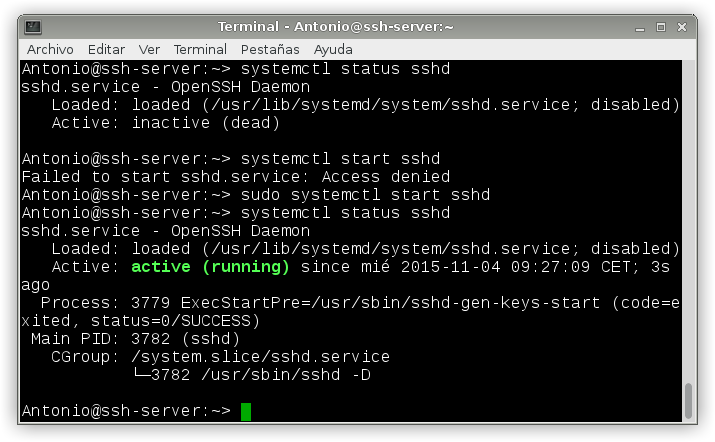 Terminal - Antonio@ssh-server:~
Archivo Editar Ver Terminal Pestañas Ayuda
Antonio@ssh-server:~> systemctl status sshd
sshd.service - OpenSSH Daemon
   Loaded: loaded (/usr/lib/systemd/system/sshd.service; disabled)
   Active: inactive (dead)

Antonio@ssh-server:~> systemctl start sshd
Failed to start sshd.service: Access denied
Antonio@ssh-server:~> sudo systemctl start sshd
Antonio@ssh-server:~> systemctl status sshd
sshd.service - OpenSSH Daemon
   Loaded: loaded (/usr/lib/systemd/system/sshd.service; disabled)
   Active: active (running) since mié 2015-11-04 09:27:09 CET; 3s
ago
  Process: 3779 ExecStartPre=/usr/sbin/sshd-gen-keys-start (code=e
xited, status=0/SUCCESS)
 Main PID: 3782 (sshd)
   CGroup: /system.slice/sshd.service
           └─3782 /usr/sbin/sshd -D

Antonio@ssh-server:~>